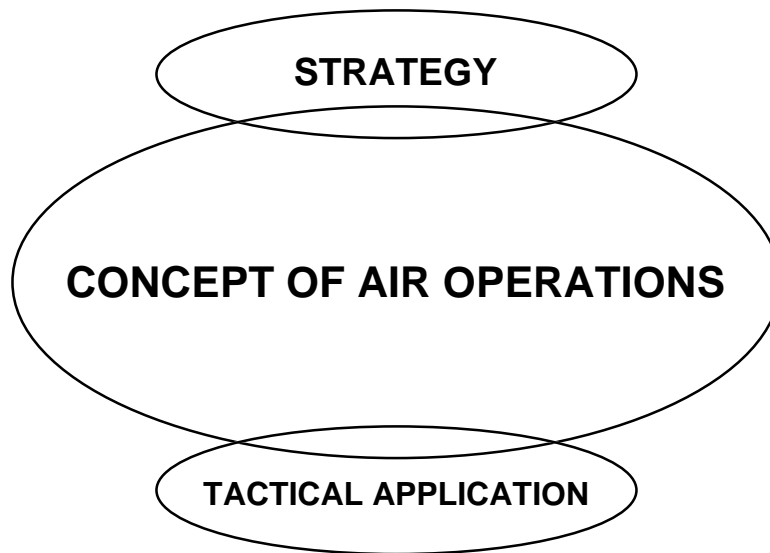 STRATEGY
CONCEPT OF AIR OPERATIONS
TACTICAL APPLICATION